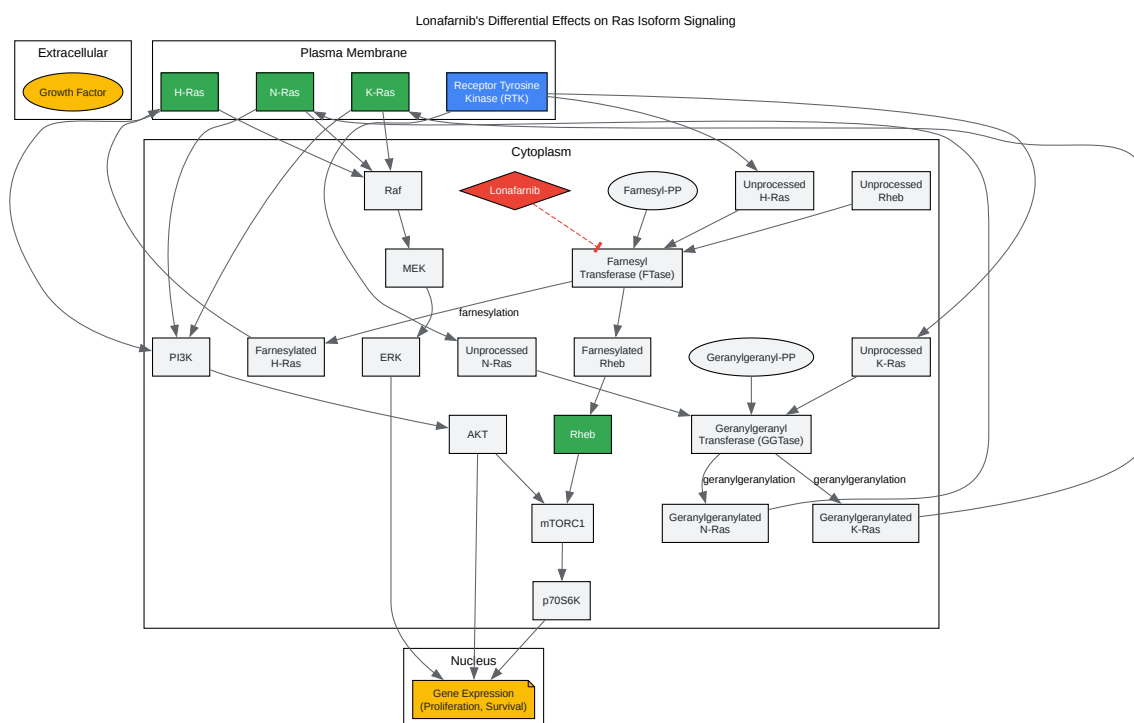 Lonafarnib's Differential Effects on Ras Isoform Signaling
Extracellular
Plasma Membrane
Growth Factor
H-Ras
N-Ras
K-Ras
Receptor Tyrosine
Kinase (RTK)
Cytoplasm
Raf
Lonafarnib
Farnesyl-PP
Unprocessed
H-Ras
Unprocessed
Rheb
MEK
Farnesyl
Transferase (FTase)
farnesylation
PI3K
Farnesylated
H-Ras
ERK
Unprocessed
N-Ras
Farnesylated
Rheb
Geranylgeranyl-PP
Unprocessed
K-Ras
AKT
Rheb
Geranylgeranyl
Transferase (GGTase)
geranylgeranylation
geranylgeranylation
mTORC1
Geranylgeranylated
N-Ras
Geranylgeranylated
K-Ras
p70S6K
Nucleus
Gene Expression
(Proliferation, Survival)